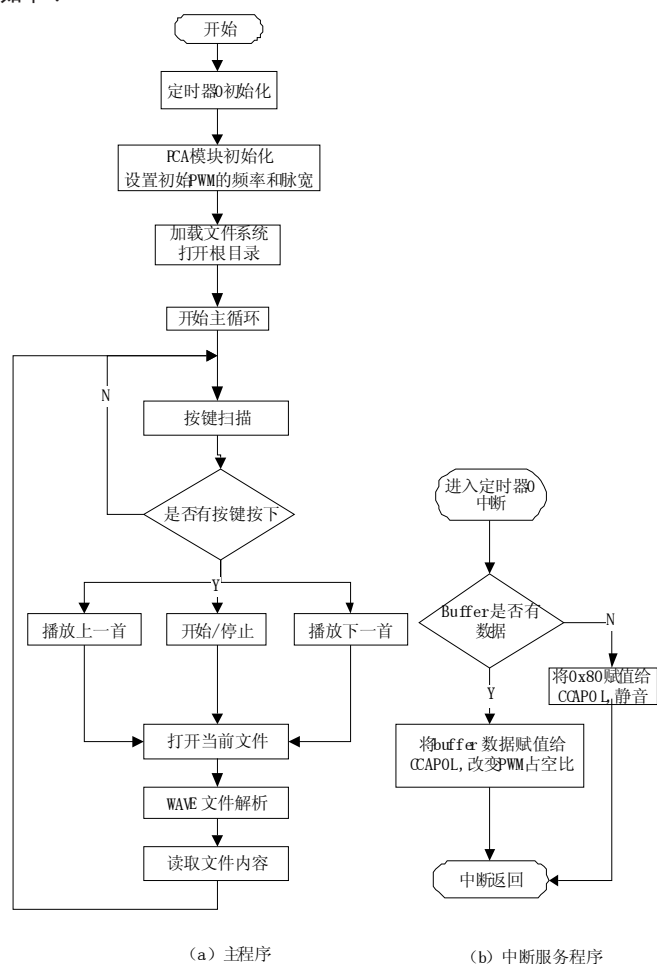 开始
定时器0初始化
PCA模块初始化
设置初始PWM的频率和脉宽
加载文件系统
打开根目录
开始主循环
N
按键扫描
是否有按键按下
Y
播放上一首
开始/停止
播放下一首
打开当前文件
WAVE 文件解析
读取文件内容
(a)主程序
进入定时器0
中断
Buffer是否有
数据
N
将0x80赋值给
CCAP0L,静音
Y
将buffer 数据赋值给
CCAP0L,改变PWM占空比
中断返回
(b)中断服务程序